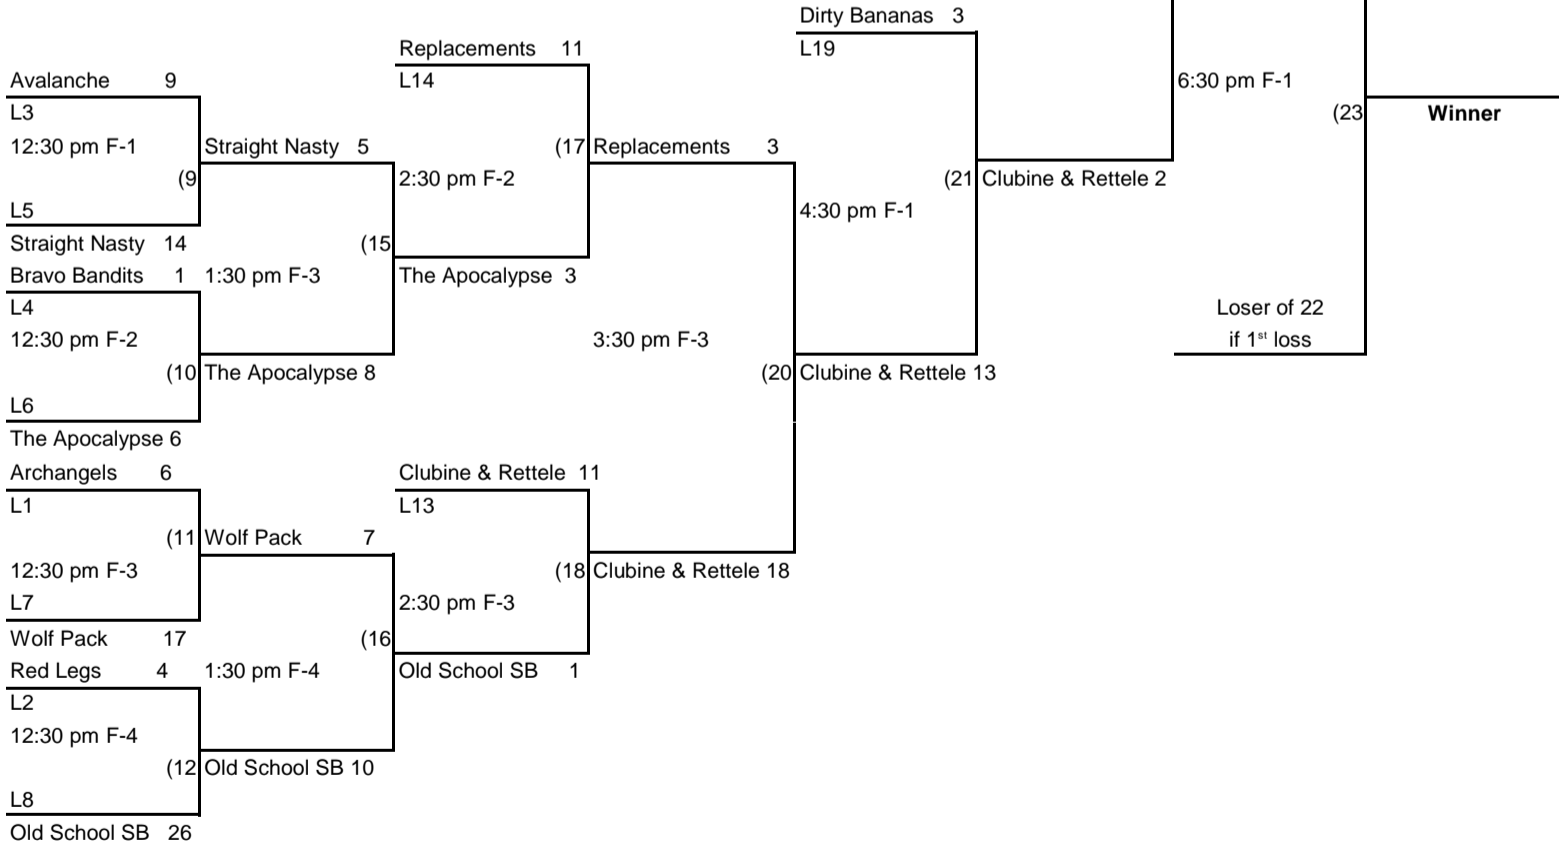 Dirty Bananas 3
Replacements 11
L19
Avalanche 9
L14
6:30 pm F-1
L3
(23
Winner
12:30 pm F-1
Straight Nasty 5
(17
Replacements 3
(9
2:30 pm F-2
(21
Clubine & Rettele 2
L5
4:30 pm F-1
Straight Nasty 14
(15
Bravo Bandits 1
1:30 pm F-3
The Apocalypse 3
L4
Loser of 22
12:30 pm F-2
3:30 pm F-3
if 1st loss
(10
The Apocalypse 8
(20
Clubine & Rettele 13
L6
The Apocalypse 6
Archangels 6
Clubine & Rettele 11
L1
L13
(11
Wolf Pack 7
12:30 pm F-3
(18
Clubine & Rettele 18
L7
2:30 pm F-3
Wolf Pack 17
(16
Red Legs 4
1:30 pm F-4
Old School SB 1
L2
12:30 pm F-4
(12
Old School SB 10
L8
Old School SB 26